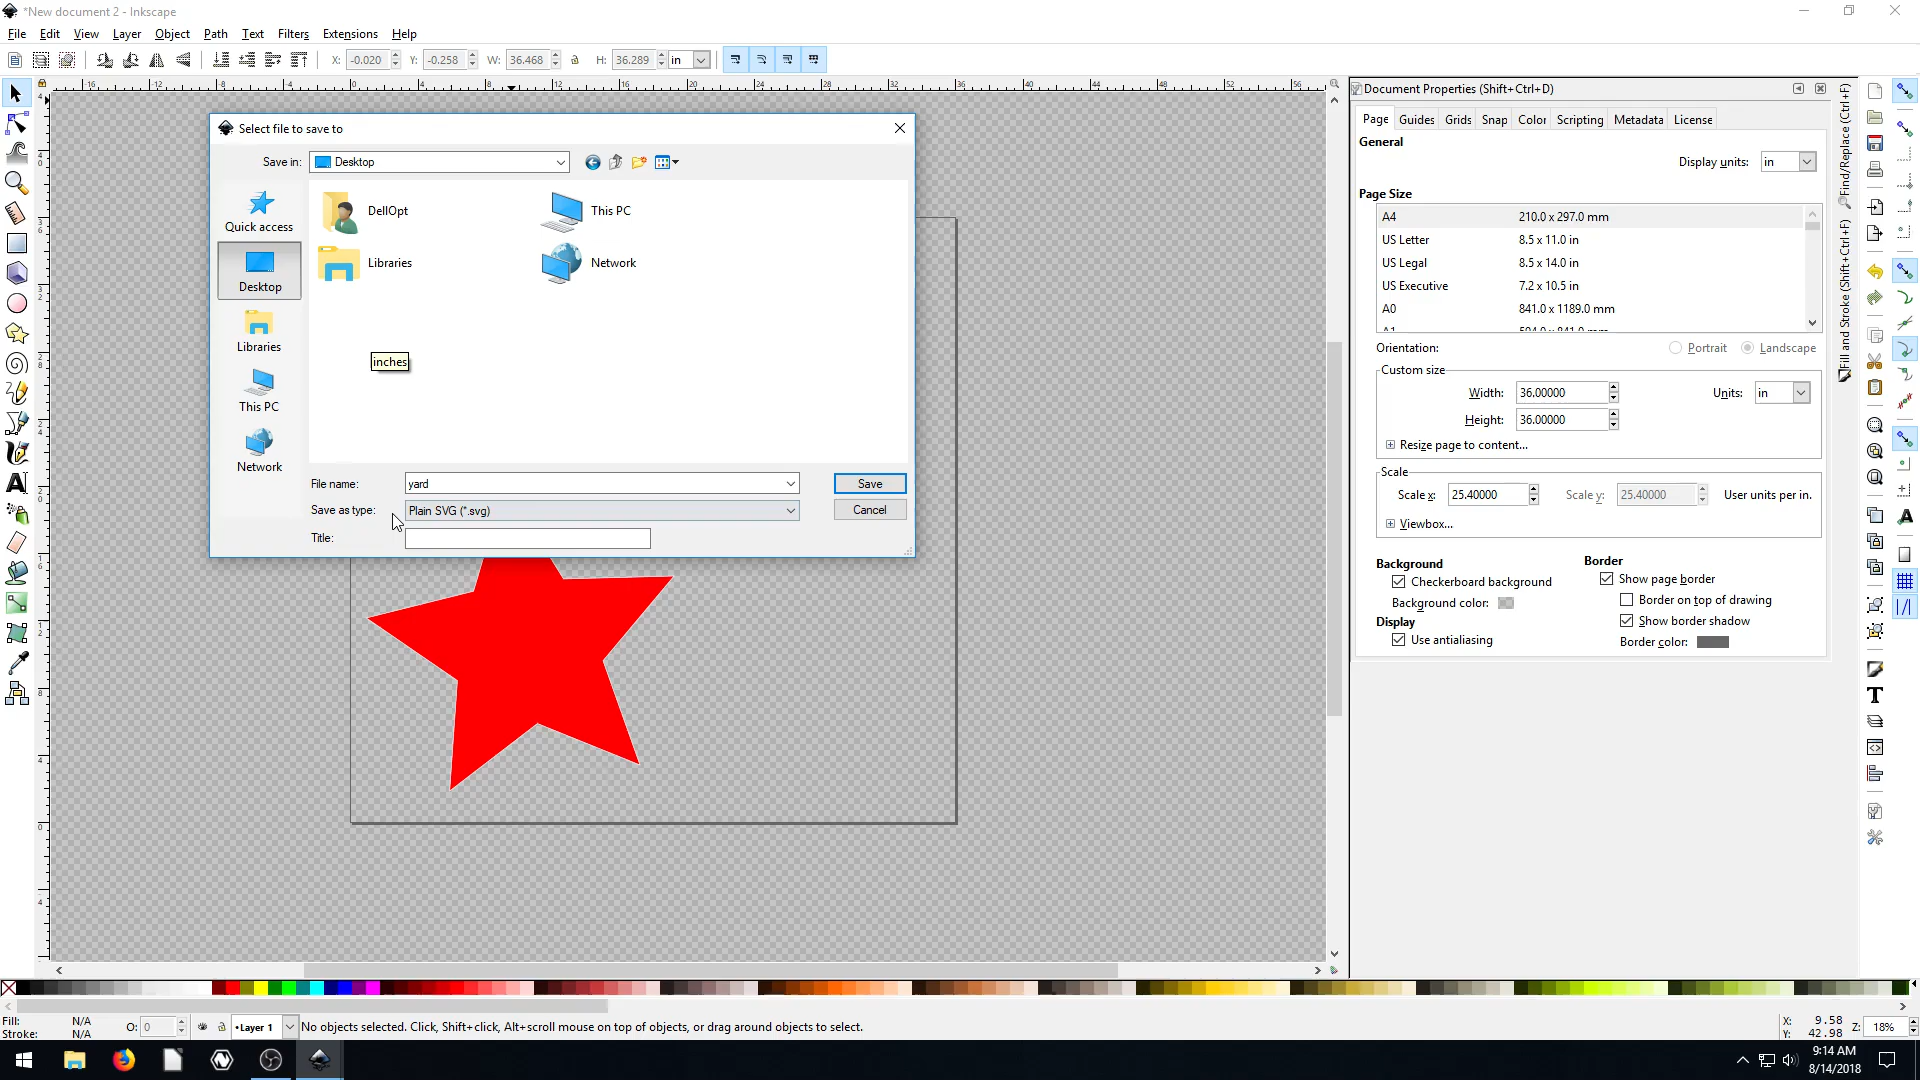 *New document 2 - Inkscape
File Edit View Layer Object Path Text Filters Extensions Help
X: -0.020 Y: -0.258 W: 36.468 H: 36.289 in
Select file to save to
Save in: Desktop
Quick access
Desktop
Libraries
This PC
Network
DellOpt
This PC
Libraries
Network
inches
File name: yard
Save
Save as type: Plain SVG (*.svg)
Cancel
Title:
Document Properties (Shift+Ctrl+D)
Page Guides Grids Snap Color Scripting Metadata License
General
Display units: in
Page Size
A4 210.0 x 297.0 mm
US Letter 8.5 x 11.0 in
US Legal 8.5 x 14.0 in
US Executive 7.2 x 10.5 in
A0 841.0 x 1189.0 mm
A1 594.0 x 841.0 mm
Orientation: Portrait Landscape
Custom size
Width: 36.00000 Units: in
Height: 36.00000
Resize page to content...
Scale
Scale x: 25.40000 Scale y: 25.40000 User units per in.
Viewbox...
Background
Checkerboard background
Background color:
Display
Use antialiasing
Border
Show page border
Border on top of drawing
Show border shadow
Border color:
Find/Replace (Ctrl+F)
Fill and Stroke (Shift+Ctrl+F)
Fill: N/A
Stroke: N/A
O: 0
•Layer 1
No objects selected. Click, Shift+click, Alt+scroll mouse on top of objects, or drag around objects to select.
X: 9.58
Y: 42.98
Z: 18%
9:14 AM
8/14/2018